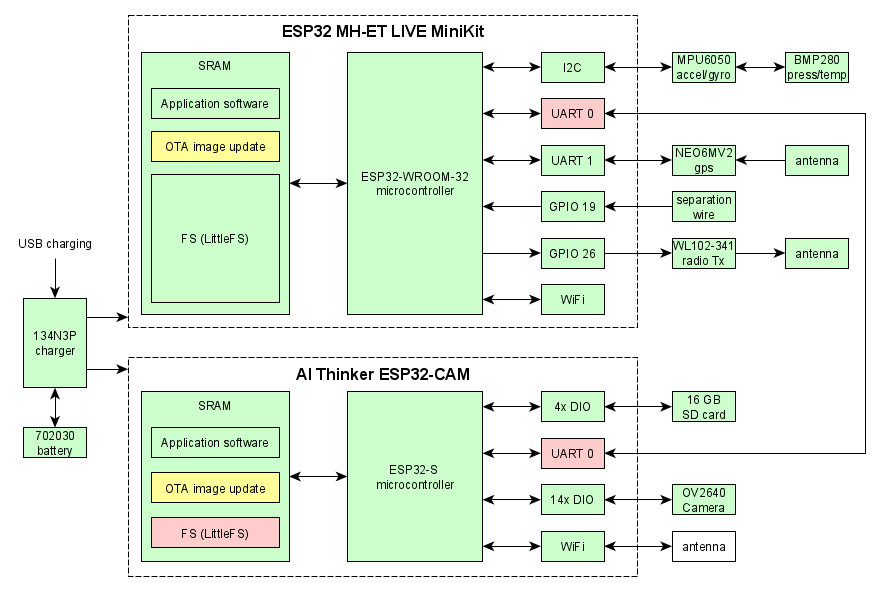 ESP32 MH-ET LIVE MiniKit
SRAM
Application software
OTA image update
FS (LittleFS)
ESP32-WROOM-32
microcontroller
I2C
UART 0
UART 1
GPIO 19
GPIO 26
WiFi
MPU6050
accel/gyro
BMP280
press/temp
NEO6MV2
gps
antenna
separation
wire
WL102-341
radio Tx
antenna
USB charging
134N3P
charger
702030
battery
AI Thinker ESP32-CAM
SRAM
Application software
OTA image update
FS (LittleFS)
ESP32-S
microcontroller
4x DIO
UART 0
14x DIO
WiFi
16 GB
SD card
OV2640
Camera
antenna